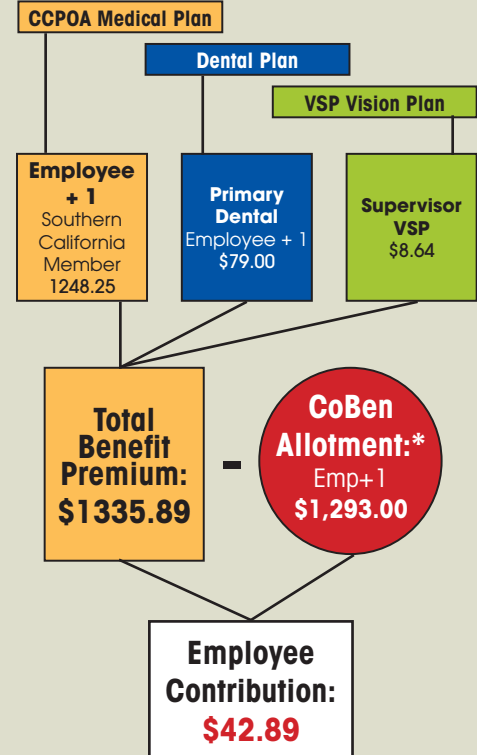 CCPOA Medical Plan
Dental Plan
VSP Vision Plan
Employee
+ 1
Southern
California
Member
1248.25
Primary
Dental
Employee + 1
$79.00
Supervisor
VSP
$8.64
Total
Benefit
Premium:
$1335.89
-
CoBen
Allotment:*
Emp+1
$1,293.00
Employee
Contribution:
$42.89